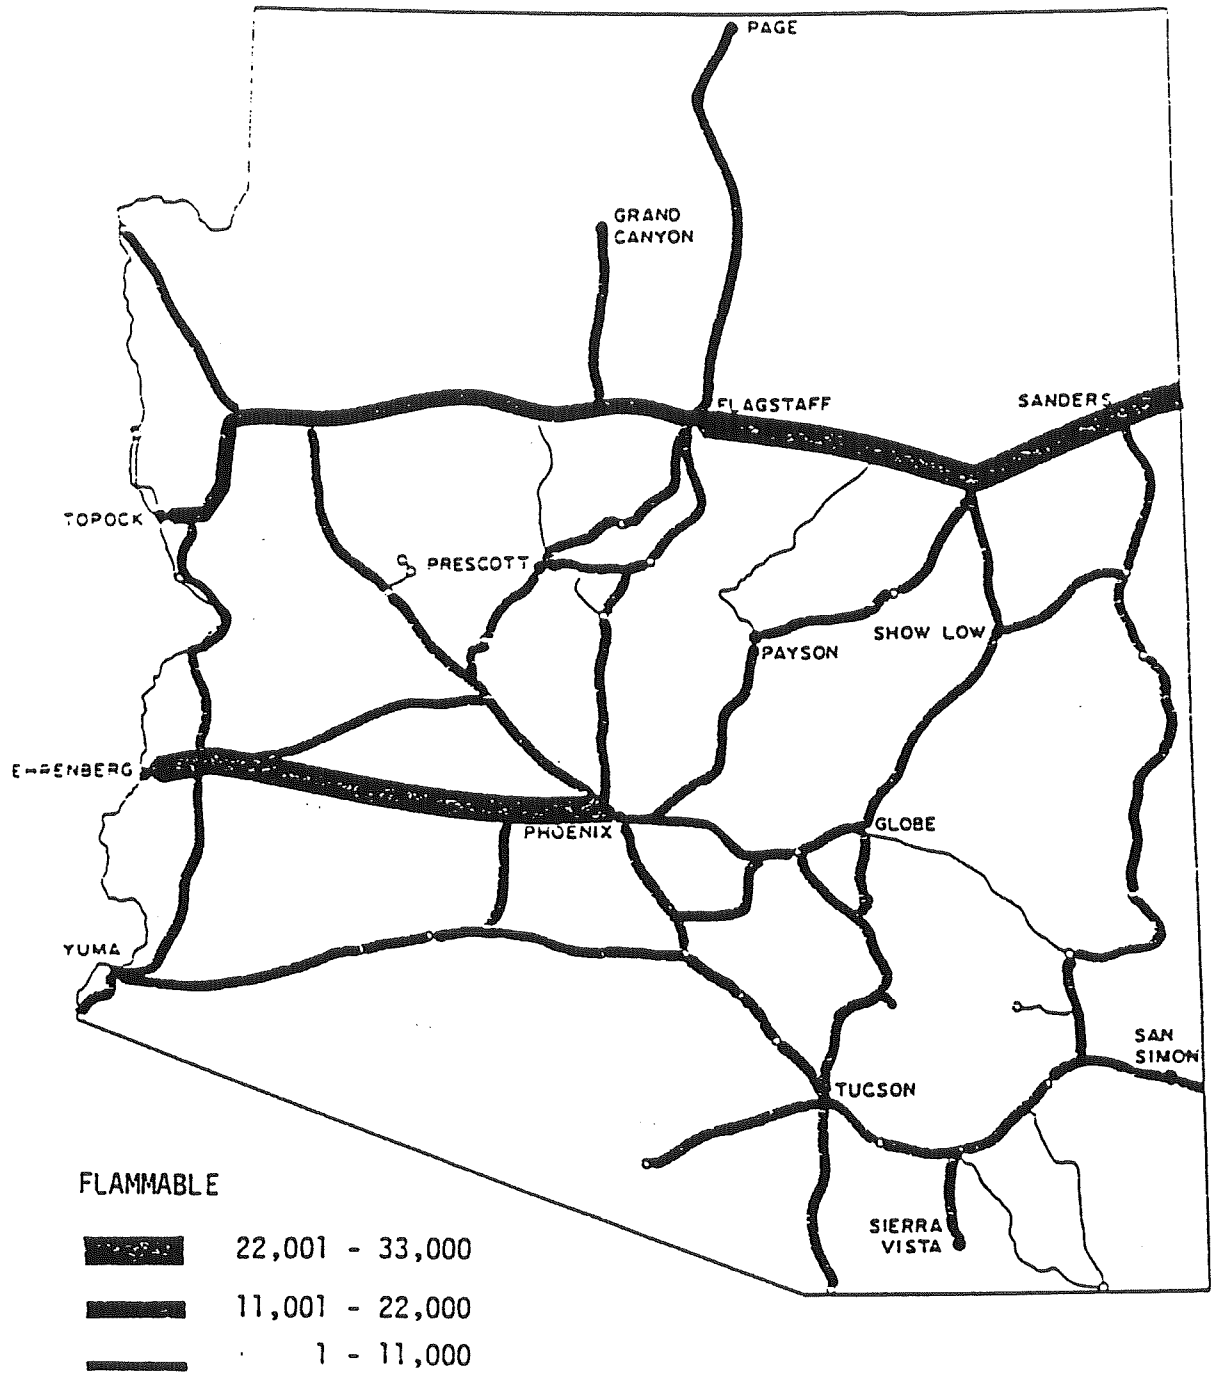 PAGE
GRAND
CANYON
FLAGSTAFF
SANDERS
TOPOCK
PRESCOTT
SHOW LOW
PAYSON
EHRENBERG
PHOENIX
GLOBE
YUMA
SAN
SIMON
TUCSON
SIERRA
VISTA
FLAMMABLE
22,001 - 33,000
11,001 - 22,000
1 - 11,000